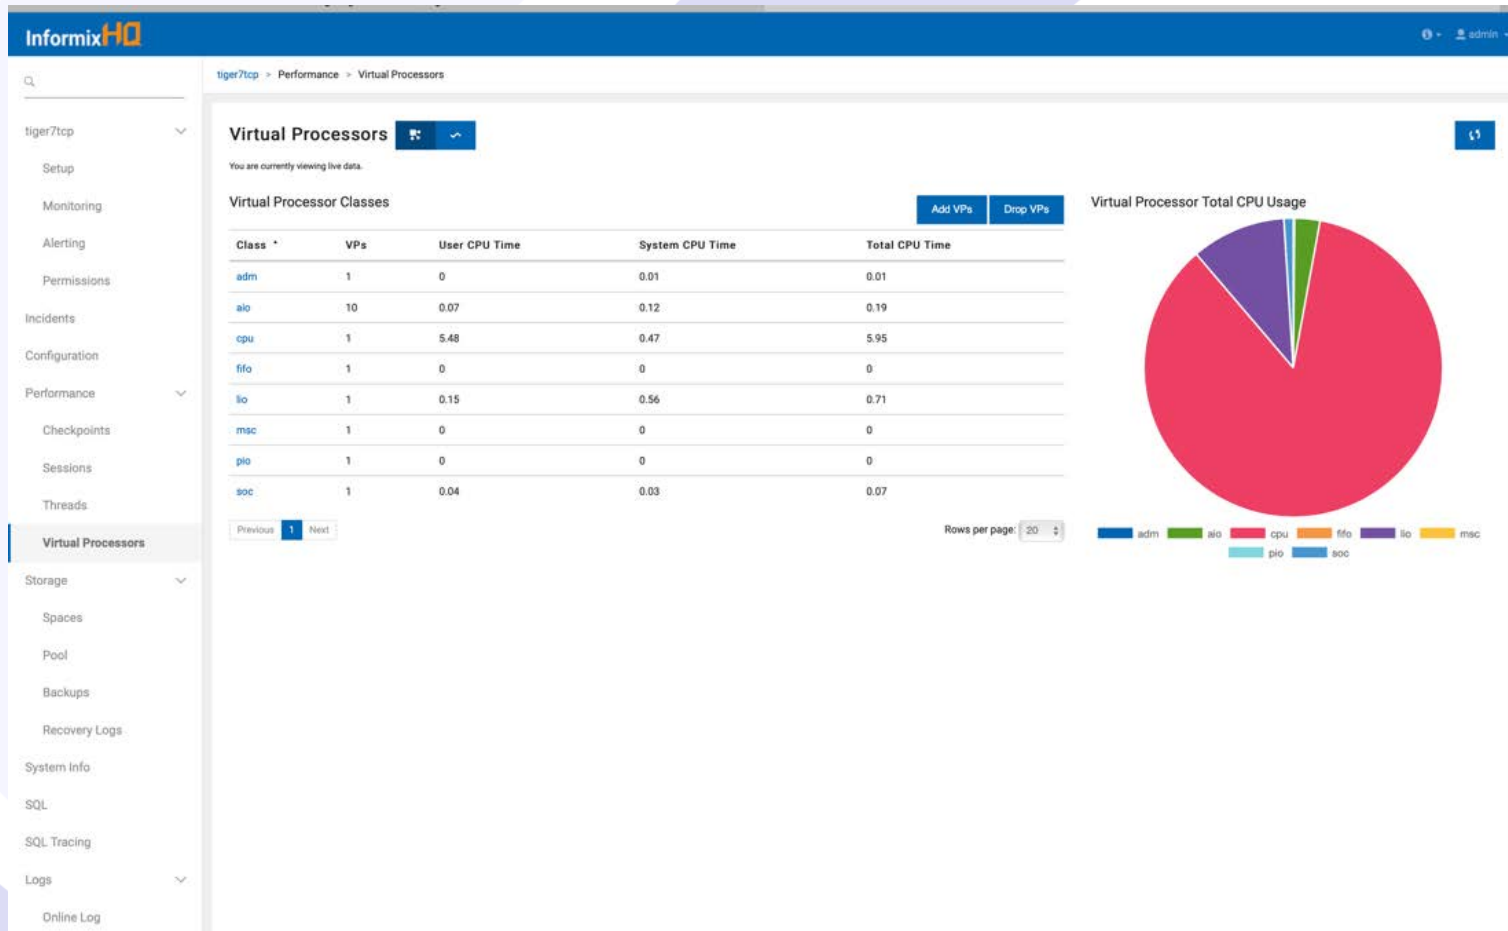 InformixHQ
admin
tiger7tcp > Performance > Virtual Processors
tiger7tcp
Setup
Monitoring
Alerting
Permissions
Incidents
Configuration
Performance
Checkpoints
Sessions
Threads
Virtual Processors
Storage
Spaces
Pool
Backups
Recovery Logs
System Info
SQL
SQL Tracing
Logs
Online Log
Virtual Processors
You are currently viewing live data.
Virtual Processor Classes
Add VPs Drop VPs
Class VPs User CPU Time System CPU Time Total CPU Time
adm 1 0 0.01 0.01
aio 10 0.07 0.12 0.19
cpu 1 5.48 0.47 5.95
fifo 1 0 0 0
lio 1 0.15 0.56 0.71
msc 1 0 0 0
pio 1 0 0 0
soc 1 0.04 0.03 0.07
Previous 1 Next
Rows per page: 20
Virtual Processor Total CPU Usage
adm aio cpu fifo lio msc
pio soc